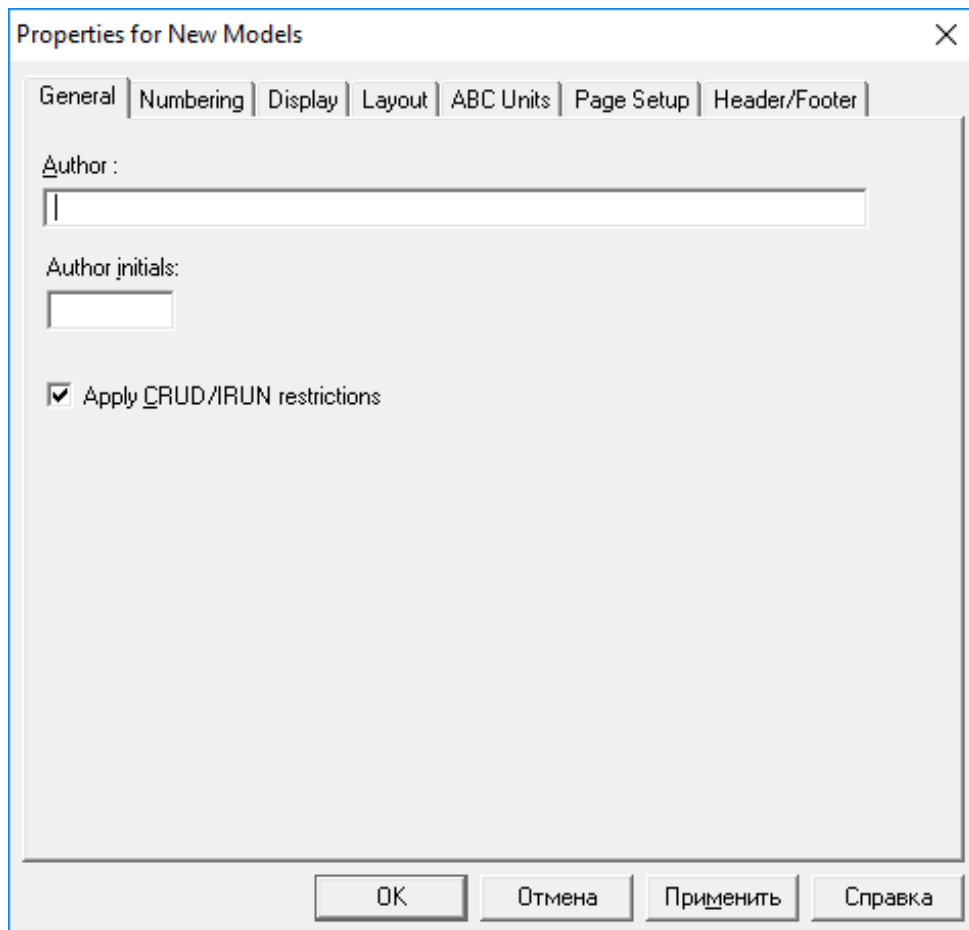 Properties for New Models
General Numbering Display Layout ABC Units Page Setup Header/Footer
Author :
Author initials:
Apply CRUD/IRUN restrictions
OK Отмена Применить Справка